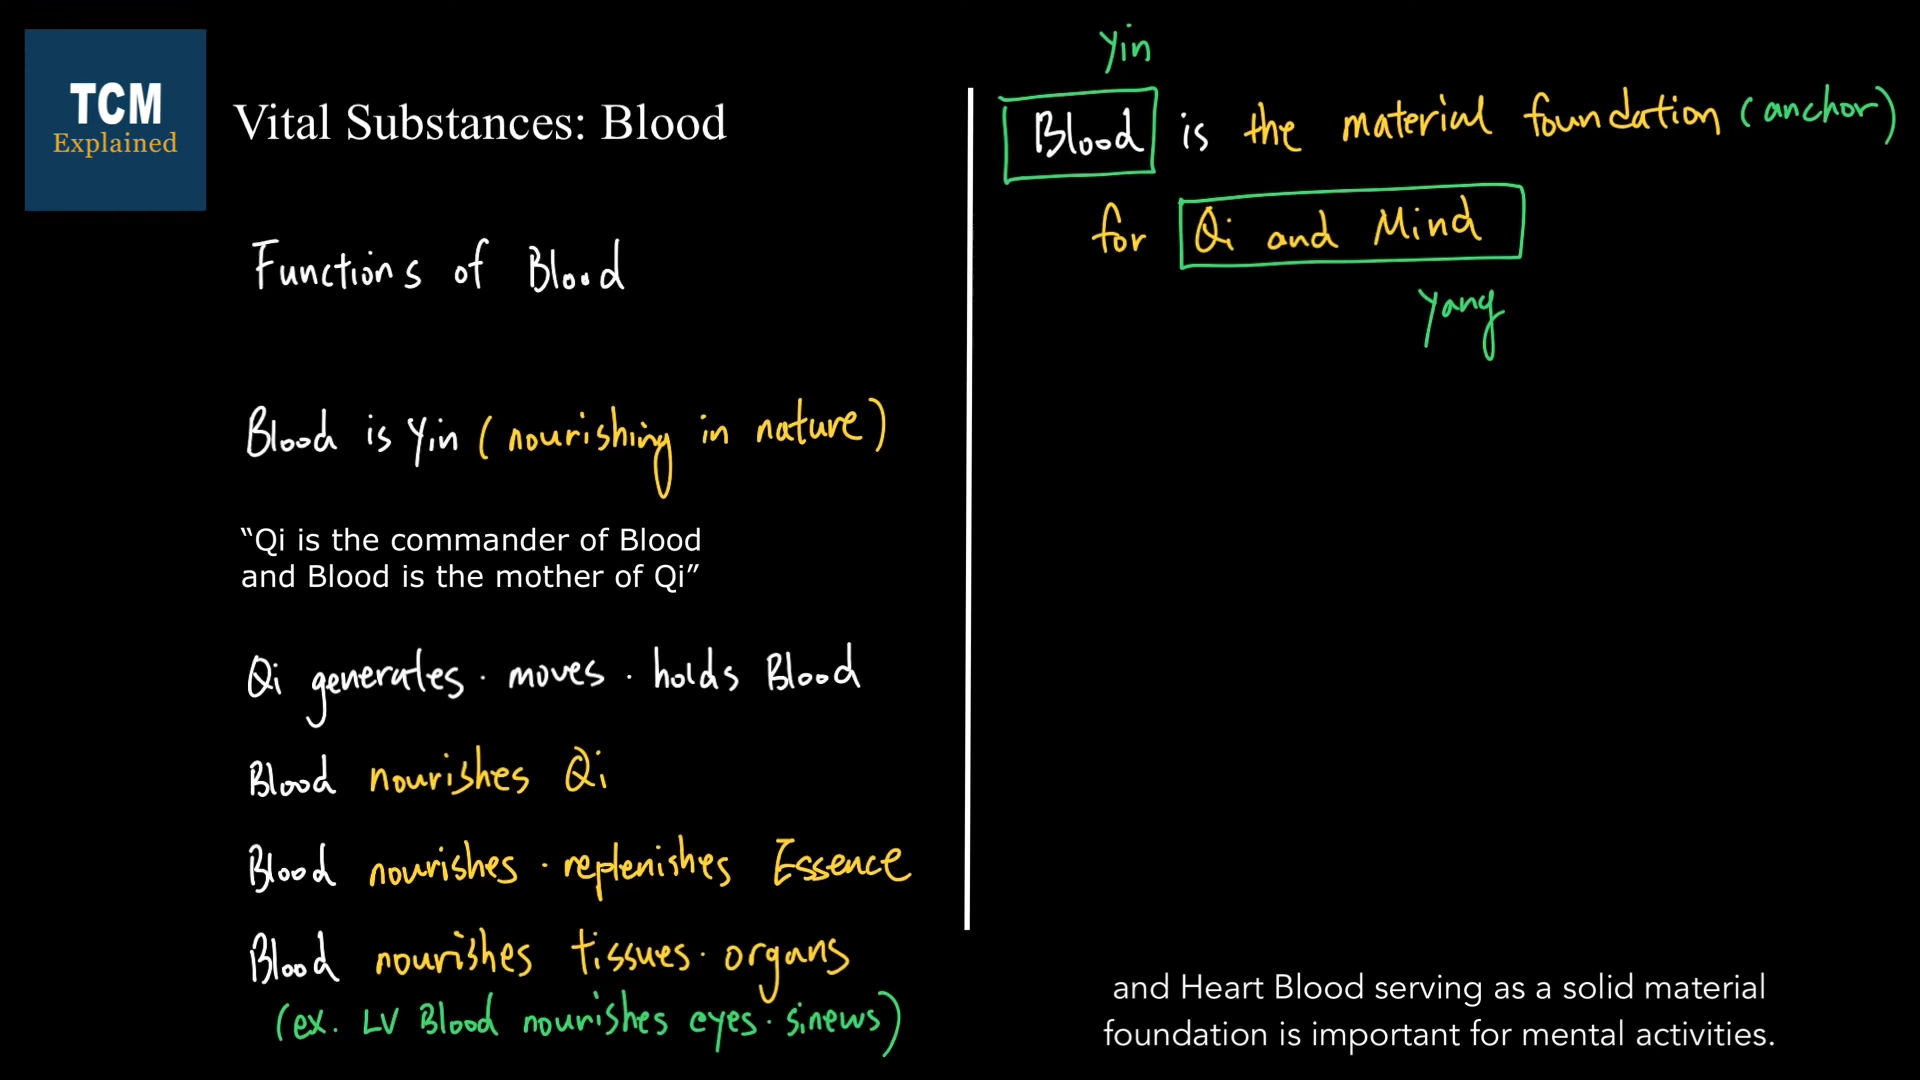 TCM
Explained
Vital Substances: Blood
Functions of Blood
Blood is Yin (nourishing in nature)
“Qi is the commander of Blood
and Blood is the mother of Qi”
Qi generates · moves · holds Blood
Blood nourishes Qi
Blood nourishes · replenishes Essence
Blood nourishes tissues · organs
(ex. LV Blood nourishes eyes · sinews)
Yin
Blood is the material foundation (anchor)
for Qi and Mind
Yang
and Heart Blood serving as a solid material
foundation is important for mental activities.